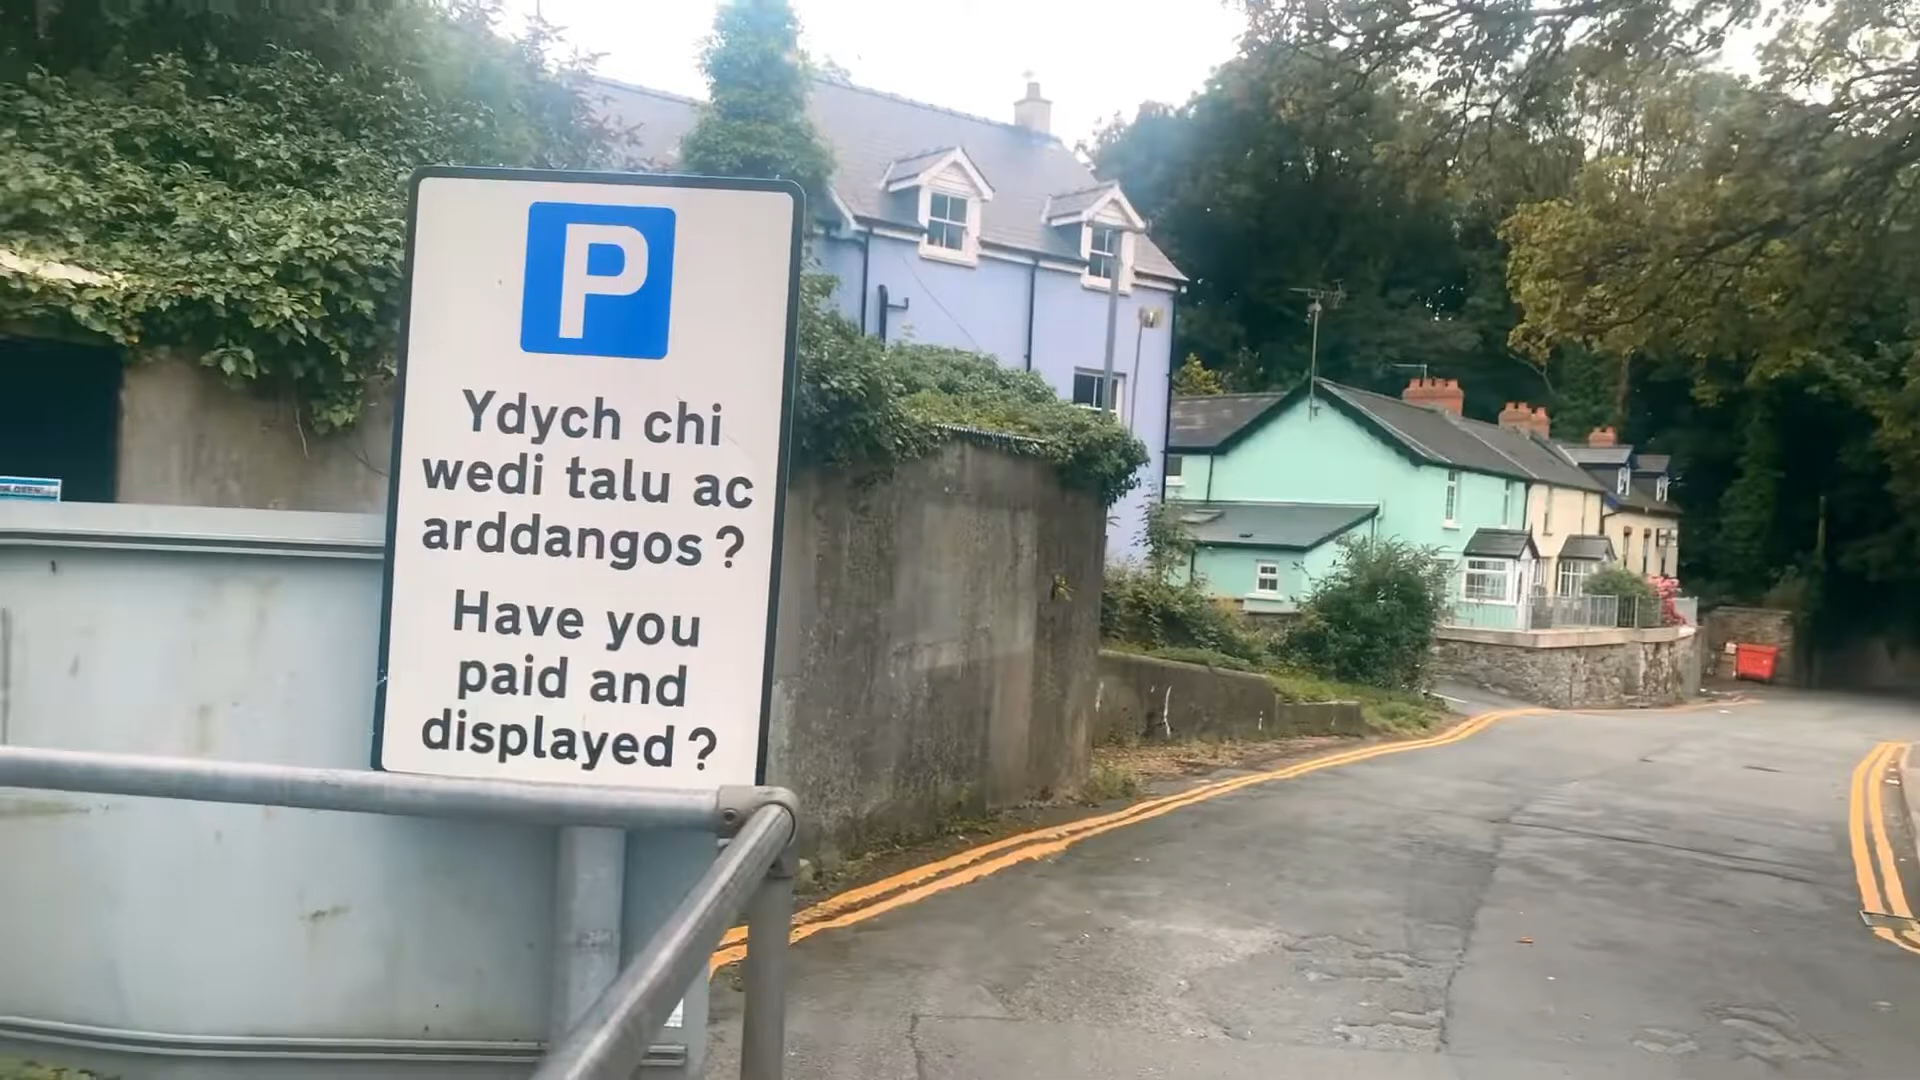 P
Ydych chi
wedi talu ac
arddangos?
Have you
paid and
displayed?